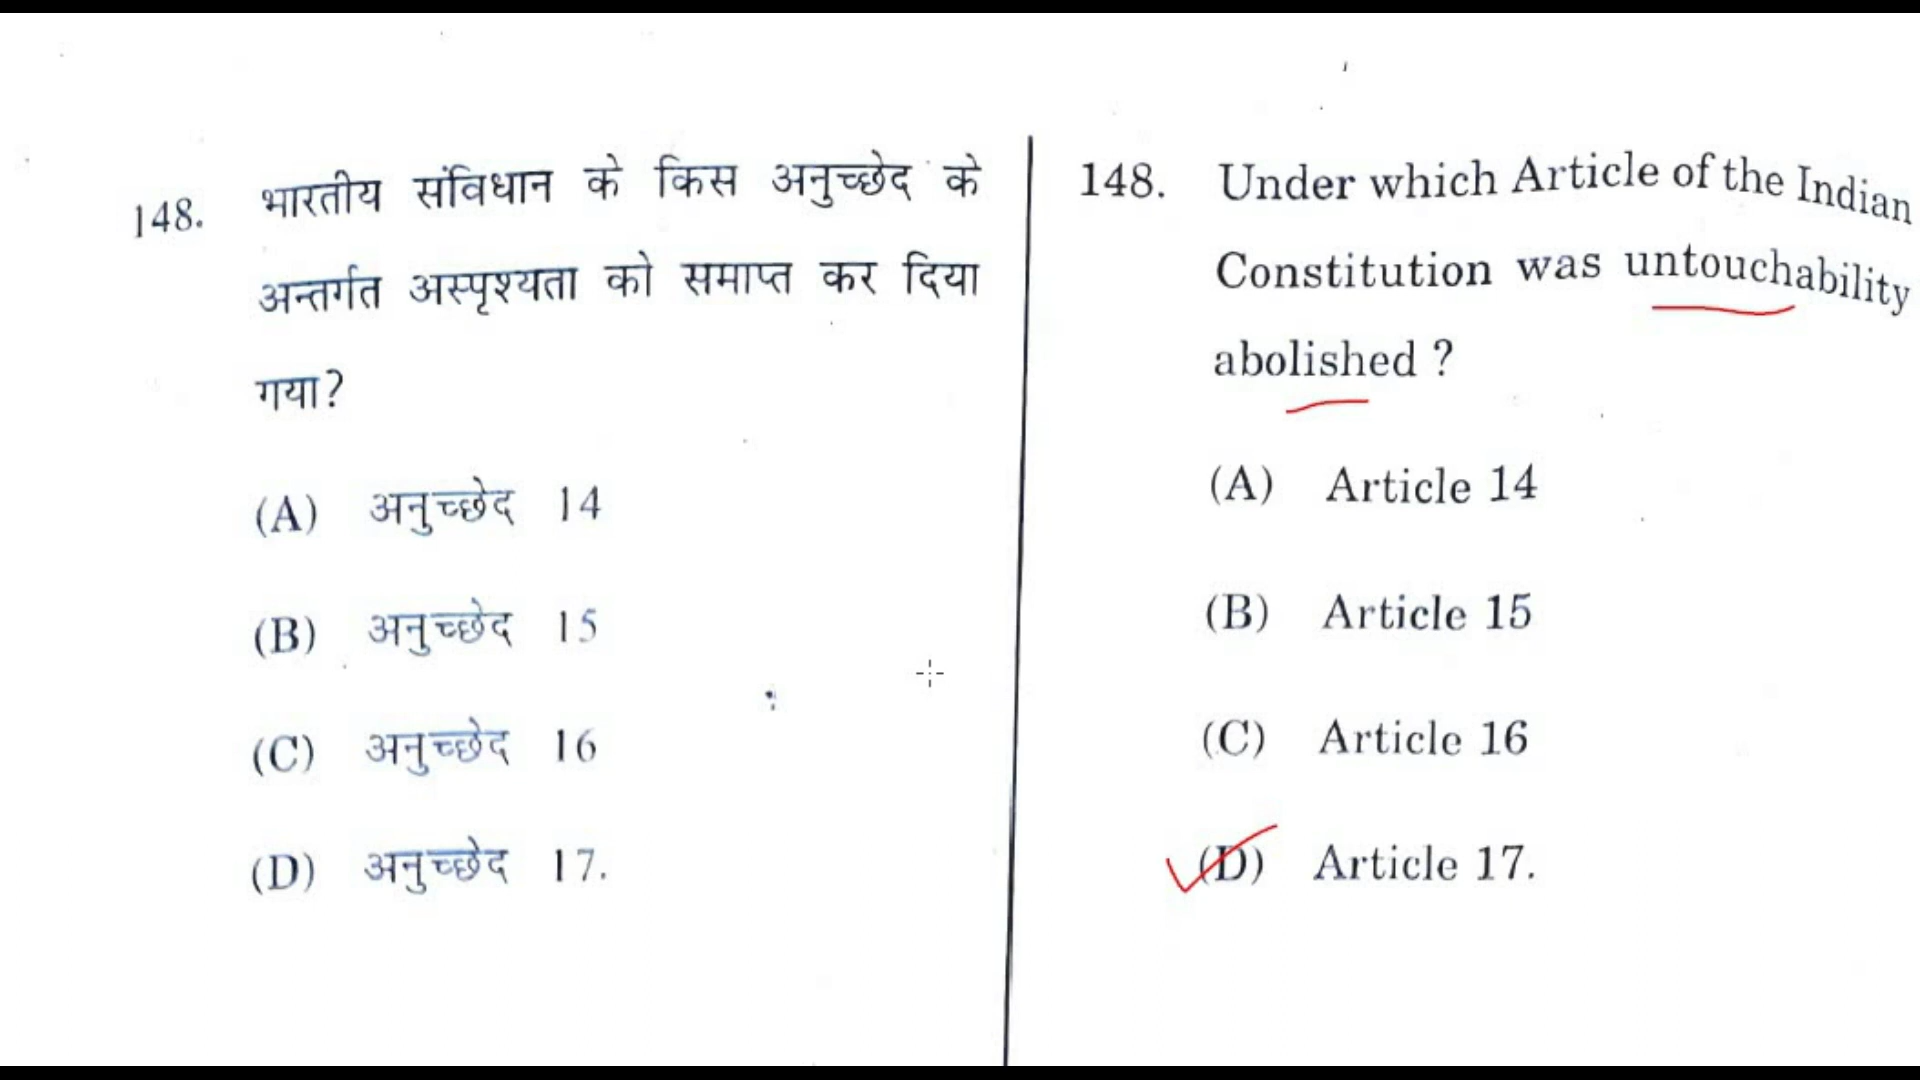 148. भारतीय संविधान के किस अनुच्छेद के
अन्तर्गत अस्पृश्यता को समाप्त कर दिया
गया?
(A) अनुच्छेद 14
(B) अनुच्छेद 15
(C) अनुच्छेद 16
(D) अनुच्छेद 17.
148. Under which Article of the Indian
Constitution was untouchability
abolished ?
(A) Article 14
(B) Article 15
(C) Article 16
(D) Article 17.